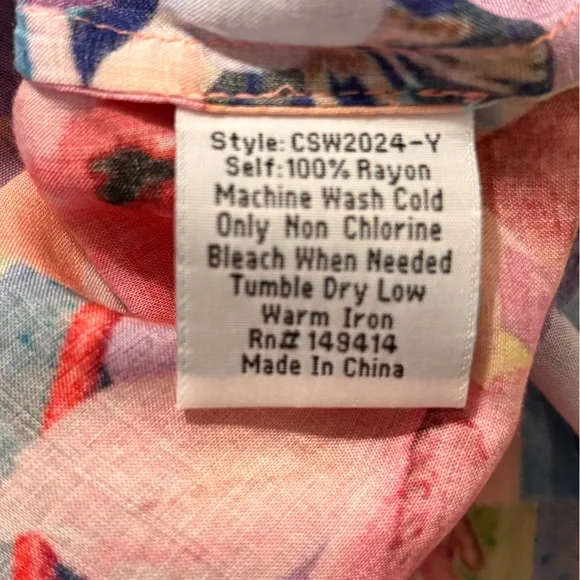 Style: CSW2024-Y
Self:100% Rayon
Machine Wash Cold
Only Non Chlorine
Bleach When Needed
Tumble Dry Low
Warm Iron
Rn# 149414
Made In China